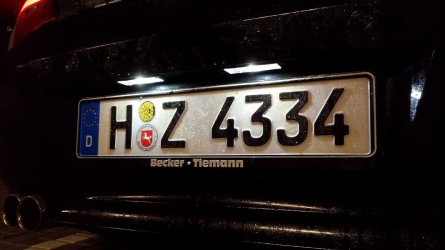 D
H Z 4334
Becker · Tiemann